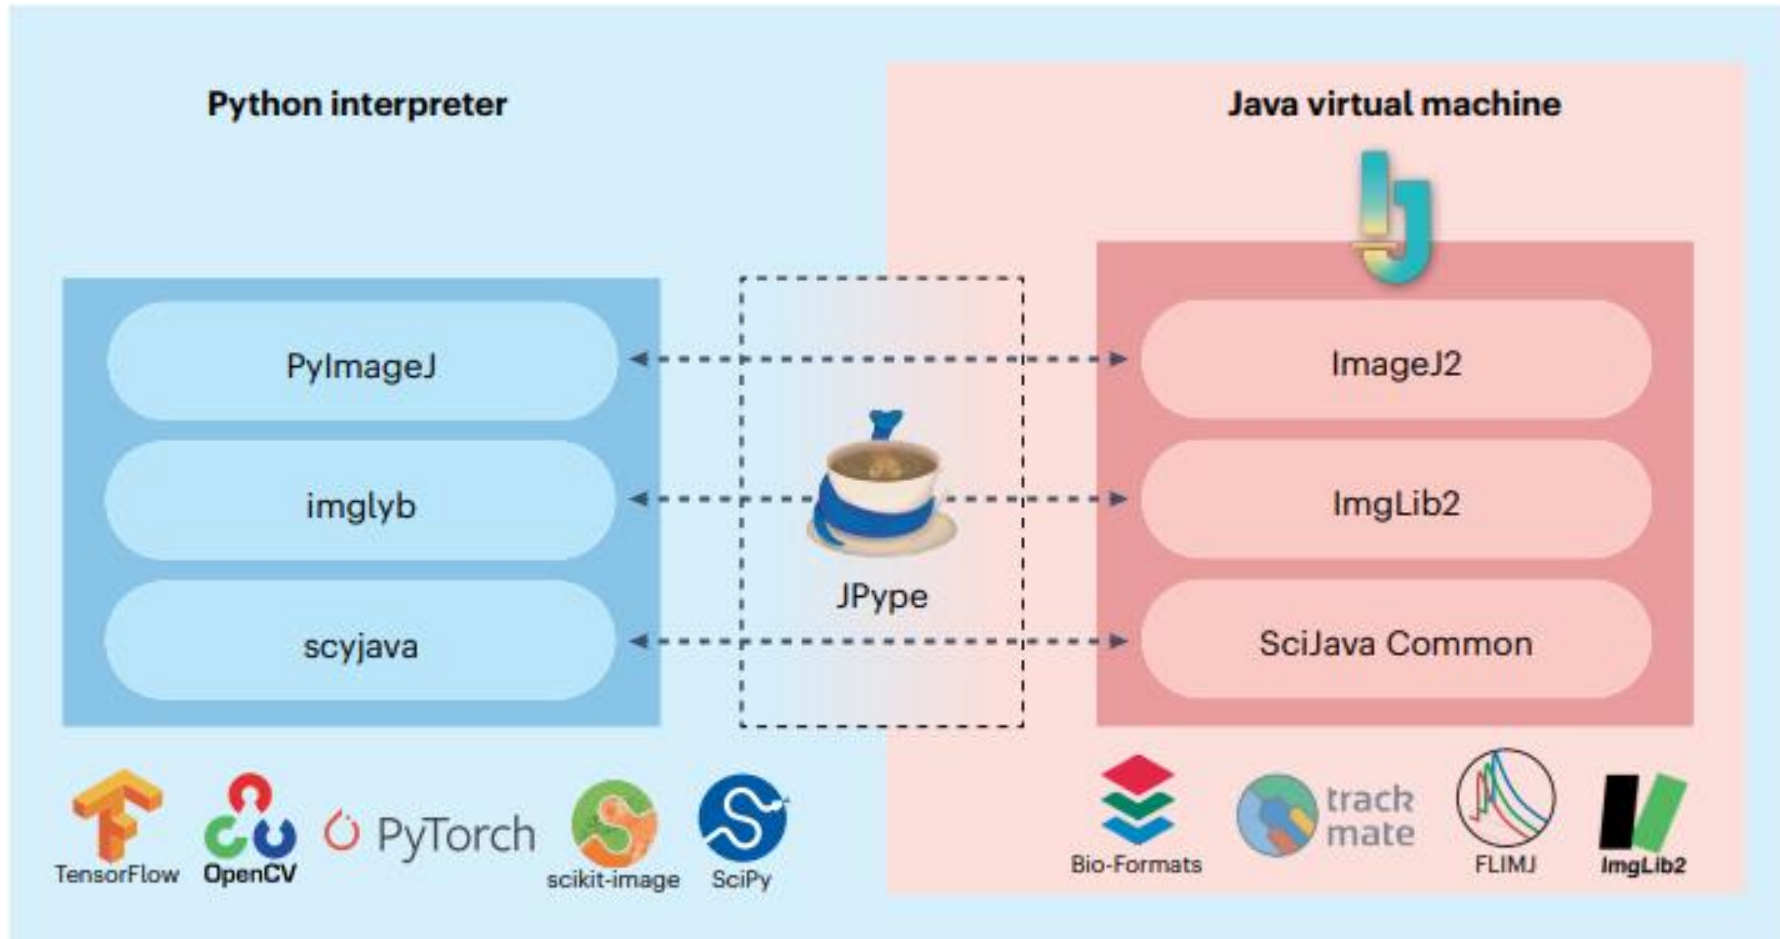 Python interpreter
Java virtual machine
PyImageJ
ImageJ2
imglyb
ImgLib2
JPype
scyjava
SciJava Common
TensorFlow
OpenCV
PyTorch
scikit-image
SciPy
Bio-Formats
track
mate
FLIMJ
ImgLib2